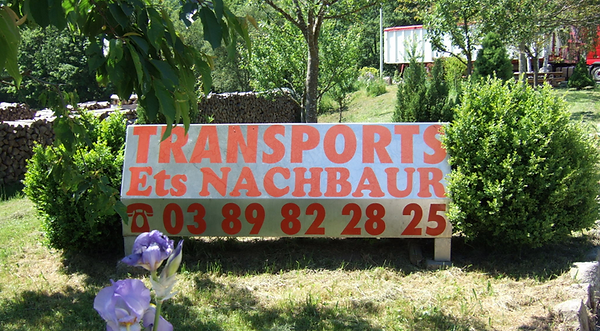 TRANSPORTS
Ets NACHBAUR
☎ 03 89 82 28 25